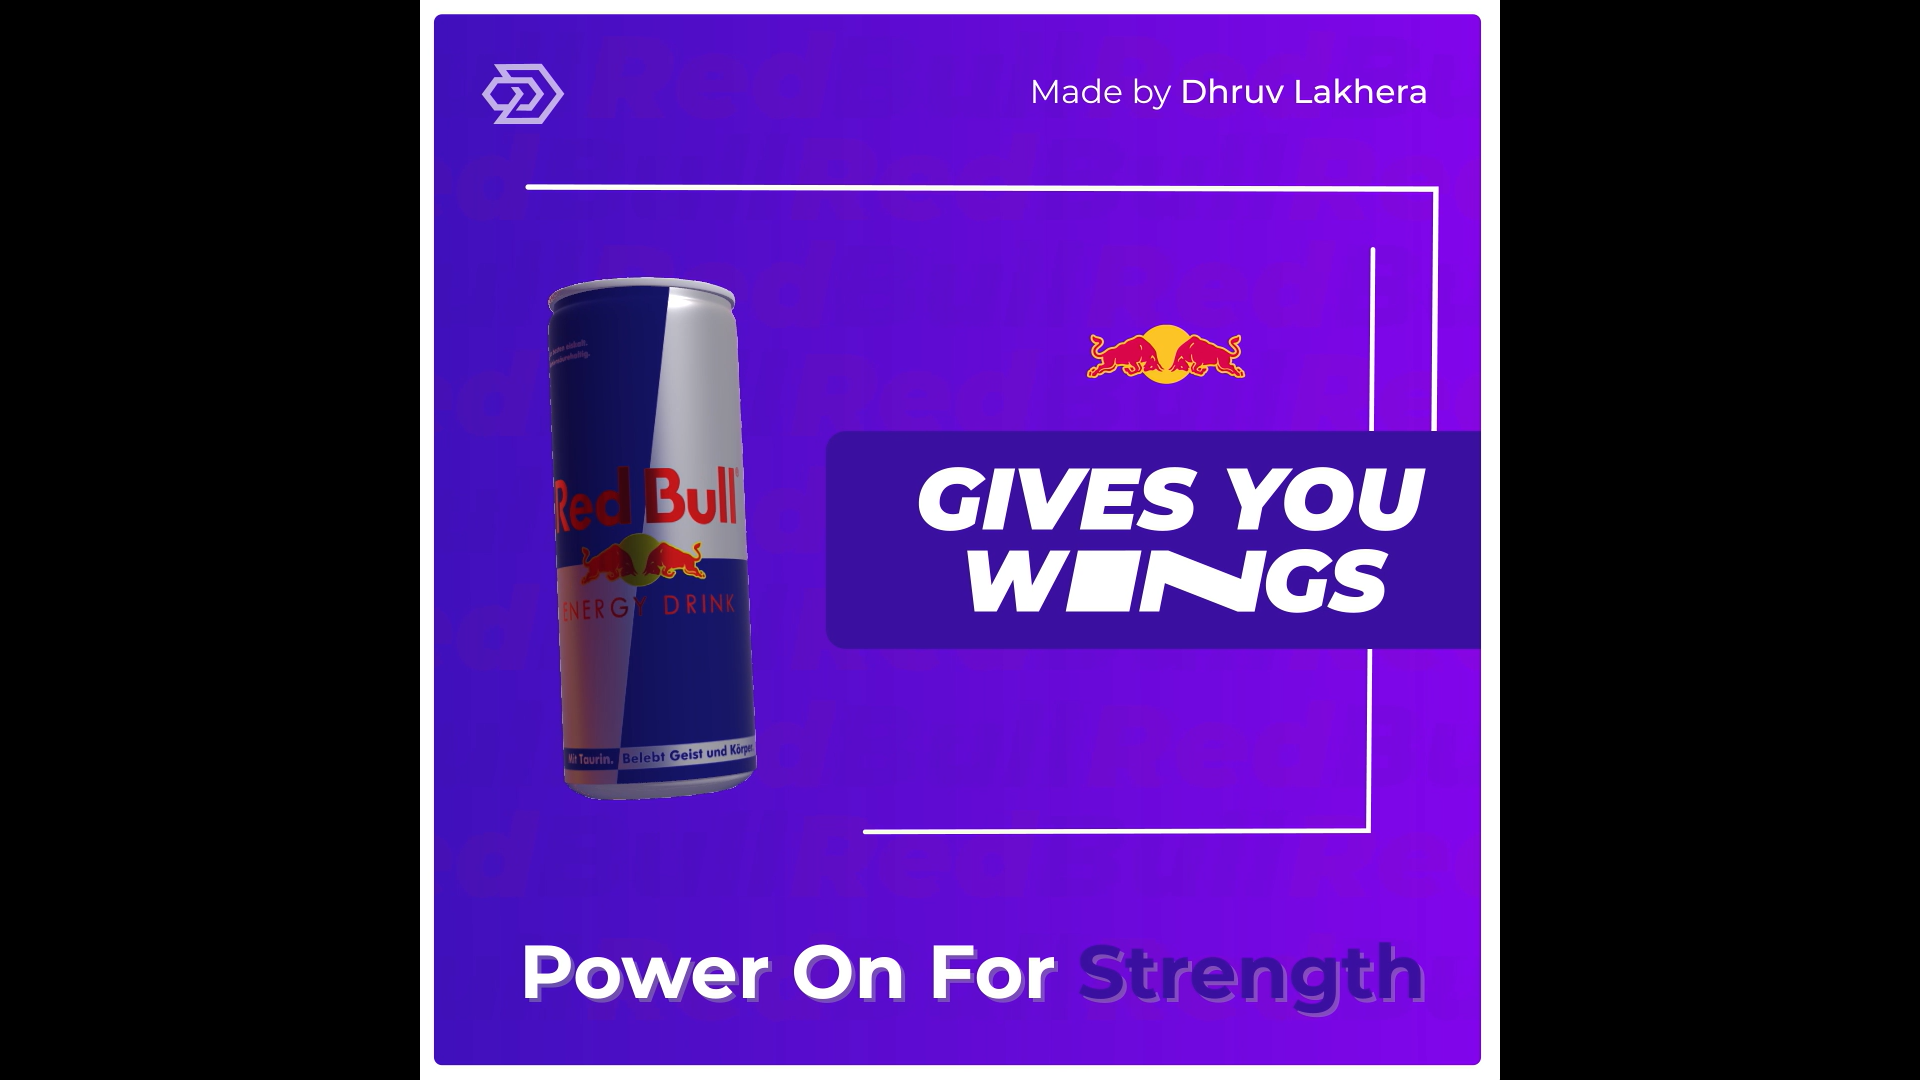 Made by Dhruv Lakhera
Red Bull
ENERGY DRINK
Mit Taurin. Belebt Geist und Körper
GIVES YOU
WINGS
Power On For Strength